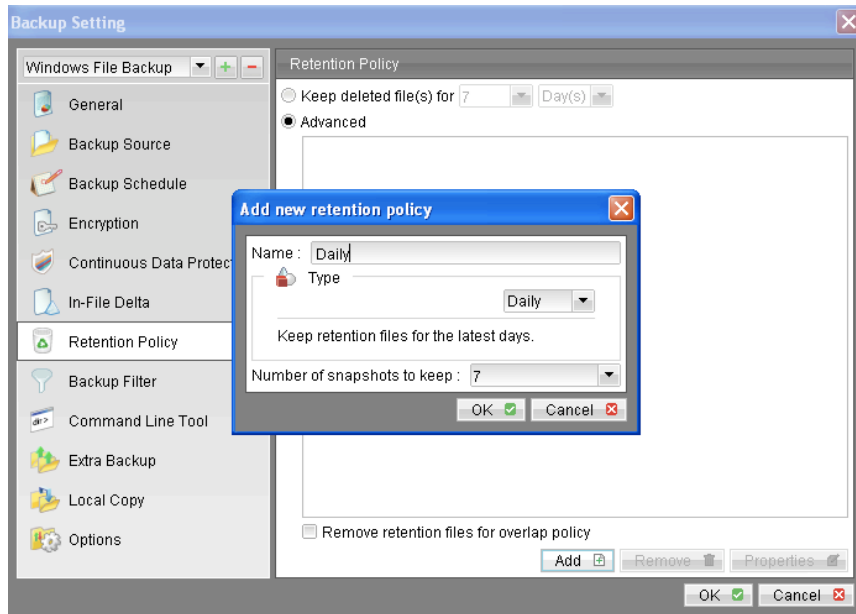 Backup Setting
Windows File Backup
General
Backup Source
Backup Schedule
Encryption
Continuous Data Protec
In-File Delta
Retention Policy
Backup Filter
Command Line Tool
Extra Backup
Local Copy
Options
Retention Policy
Keep deleted file(s) for 7 Day(s)
Advanced
Add new retention policy
Name : Daily
Type
Daily
Keep retention files for the latest days.
Number of snapshots to keep : 7
OK Cancel
Remove retention files for overlap policy
Add Remove Properties
OK Cancel